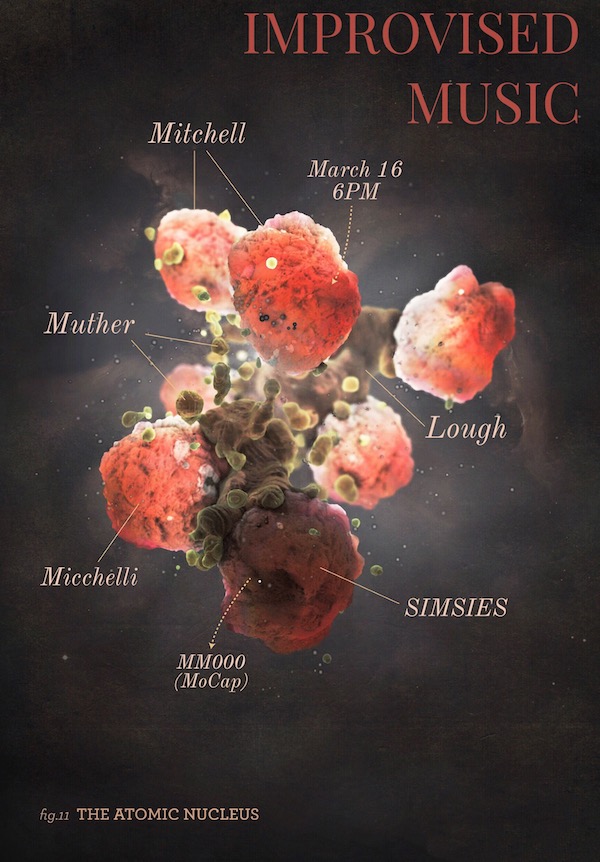 IMPROVISED
MUSIC
Mitchell
March 16
6PM
Muther
Lough
Micchelli
SIMSIES
MM000
(MoCap)
fig.11 THE ATOMIC NUCLEUS